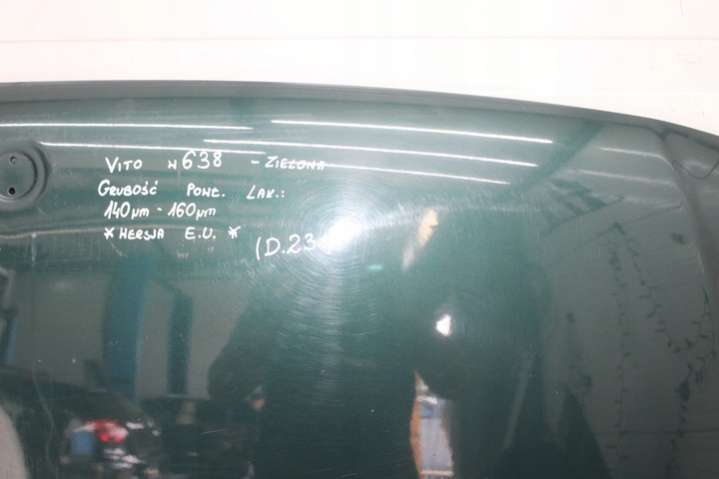 VITO W638 - ZIELONA
GRUBOŚĆ POWŁ. LAK.:
140µm - 160µm
*WERSJA E.U. *
(D.23